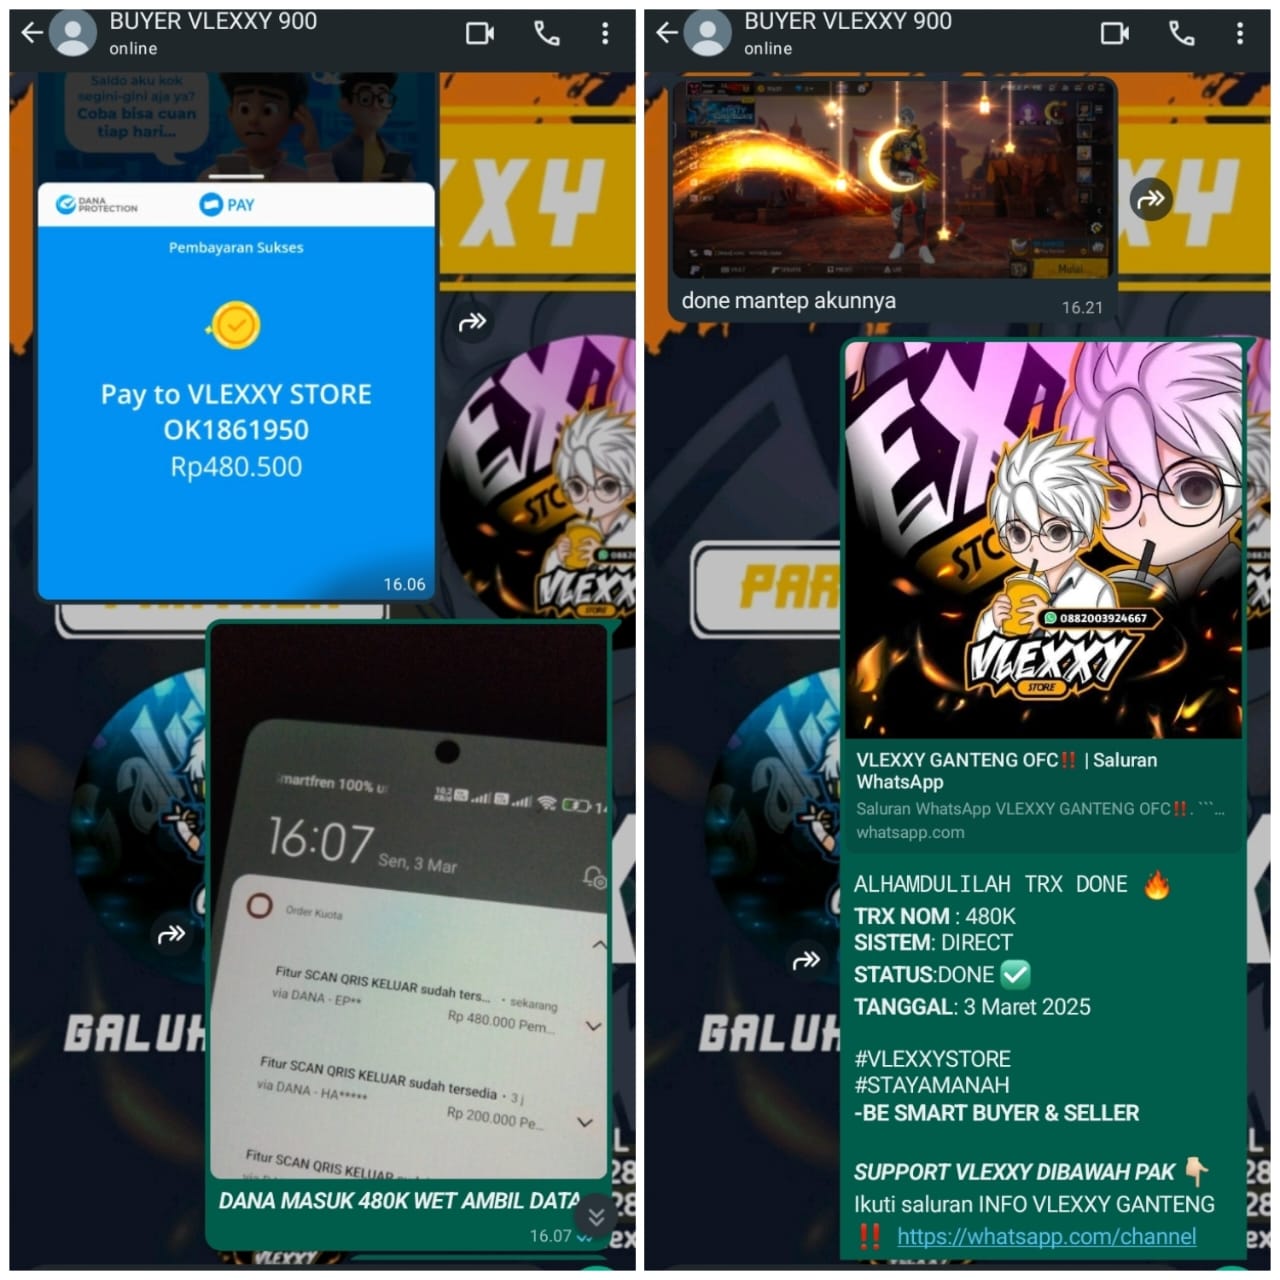 BUYER VLEXXY 900
online
Saldo aku kok
segini-gini aja ya?
Coba bisa cuan
tiap hari...
DANA
PROTECTION
PAY
Pembayaran Sukses
Pay to VLEXXY STORE
OK1861950
Rp480.500
16.06
smartfren 100%
16:07 Sen, 3 Mar
Order Kuota
Fitur SCAN QRIS KELUAR sudah ters... • sekarang
via DANA - EP**
Rp 480.000 Pem...
Fitur SCAN QRIS KELUAR sudah tersedia • 3 j
via DANA - HA*****
Rp 200.000 Pe...
Fitur SCAN QRIS KELUAR
DANA MASUK 480K WET AMBIL DATA
16.07
GALUH
VLEXXY
STORE
BUYER VLEXXY 900
online
FREE FIRE
Mulai
done mantep akunnya
16.21
0882003924667
VLEXXY
STORE
VLEXXY GANTENG OFC‼️ | Saluran
WhatsApp
Saluran WhatsApp VLEXXY GANTENG OFC‼️. ```...
whatsapp.com
ALHAMDULILAH TRX DONE 🔥
TRX NOM : 480K
SISTEM: DIRECT
STATUS:DONE ✅
TANGGAL: 3 Maret 2025
#VLEXXYSTORE
#STAYAMANAH
-BE SMART BUYER & SELLER
SUPPORT VLEXXY DIBAWAH PAK 👇🏻
Ikuti saluran INFO VLEXXY GANTENG
‼️ https://whatsapp.com/channel